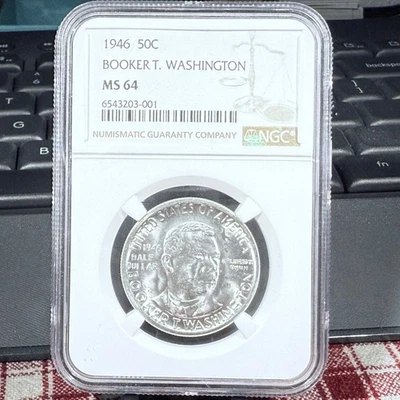 1946 50C
BOOKER T. WASHINGTON
MS 64
6543203-001
NUMISMATIC GUARANTY COMPANY
NGC
UNITED STATES OF AMERICA
1946
HALF
DOLLAR
BOOKER T. WASHINGTON